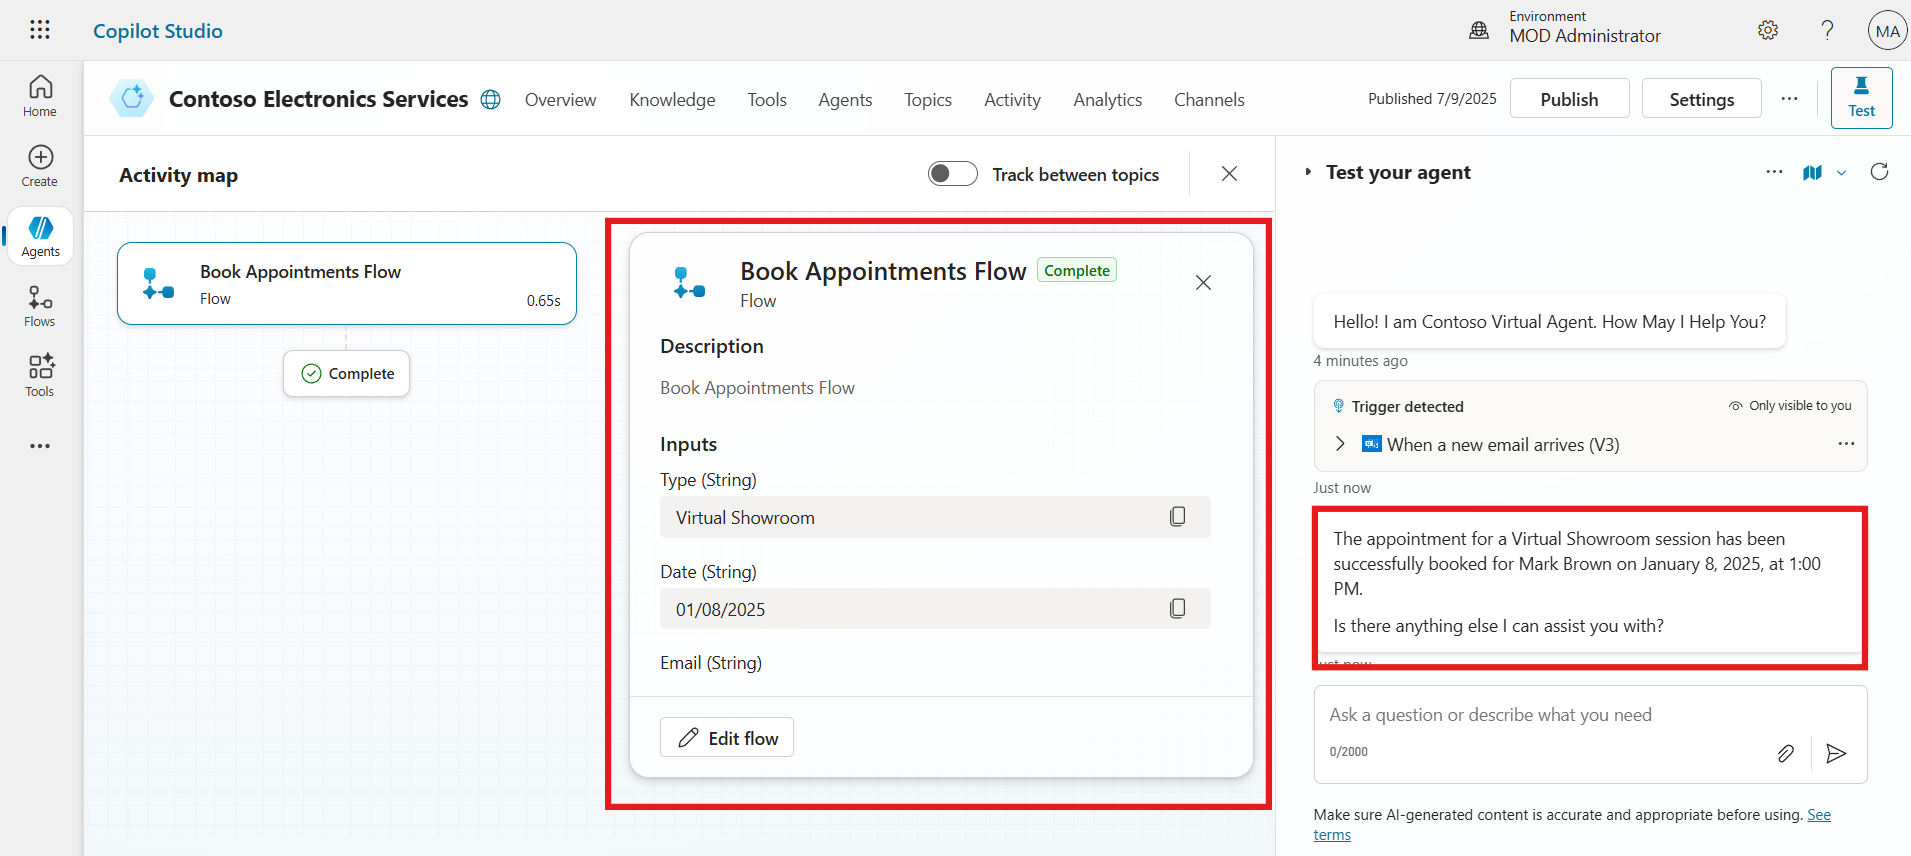 Copilot Studio
Environment
MOD Administrator
MA
Home
Create
Agents
Flows
Tools
Contoso Electronics Services
Overview
Knowledge
Tools
Agents
Topics
Activity
Analytics
Channels
Published 7/9/2025
Publish
Settings
Test
Activity map
Track between topics
Book Appointments Flow
Flow
0.65s
Complete
Book Appointments Flow
Complete
Flow
Description
Book Appointments Flow
Inputs
Type (String)
Virtual Showroom
Date (String)
01/08/2025
Email (String)
Edit flow
Test your agent
Hello! I am Contoso Virtual Agent. How May I Help You?
4 minutes ago
Trigger detected
Only visible to you
When a new email arrives (V3)
Just now
The appointment for a Virtual Showroom session has been
successfully booked for Mark Brown on January 8, 2025, at 1:00
PM.
Is there anything else I can assist you with?
Just now
Ask a question or describe what you need
0/2000
Make sure AI-generated content is accurate and appropriate before using. See
terms